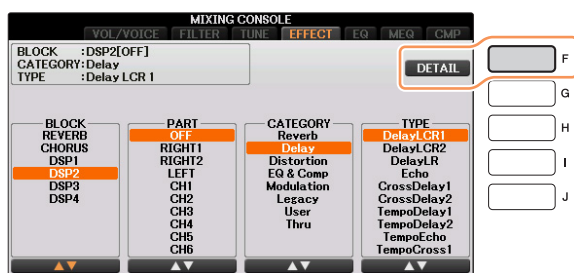 MIXING CONSOLE
VOL/VOICE FILTER TUNE EFFECT EQ MEQ CMP
BLOCK :DSP2[OFF]
CATEGORY:Delay
TYPE :Delay LCR 1
DETAIL
F
G
H
I
J
BLOCK
REVERB
CHORUS
DSP1
DSP2
DSP3
DSP4
PART
OFF
RIGHT1
RIGHT2
LEFT
CH1
CH2
CH3
CH4
CH5
CH6
CATEGORY
Reverb
Delay
Distortion
EQ & Comp
Modulation
Legacy
User
Thru
TYPE
DelayLCR1
DelayLCR2
DelayLR
Echo
CrossDelay1
CrossDelay2
TempoDelay1
TempoDelay2
TempoEcho
TempoCross1